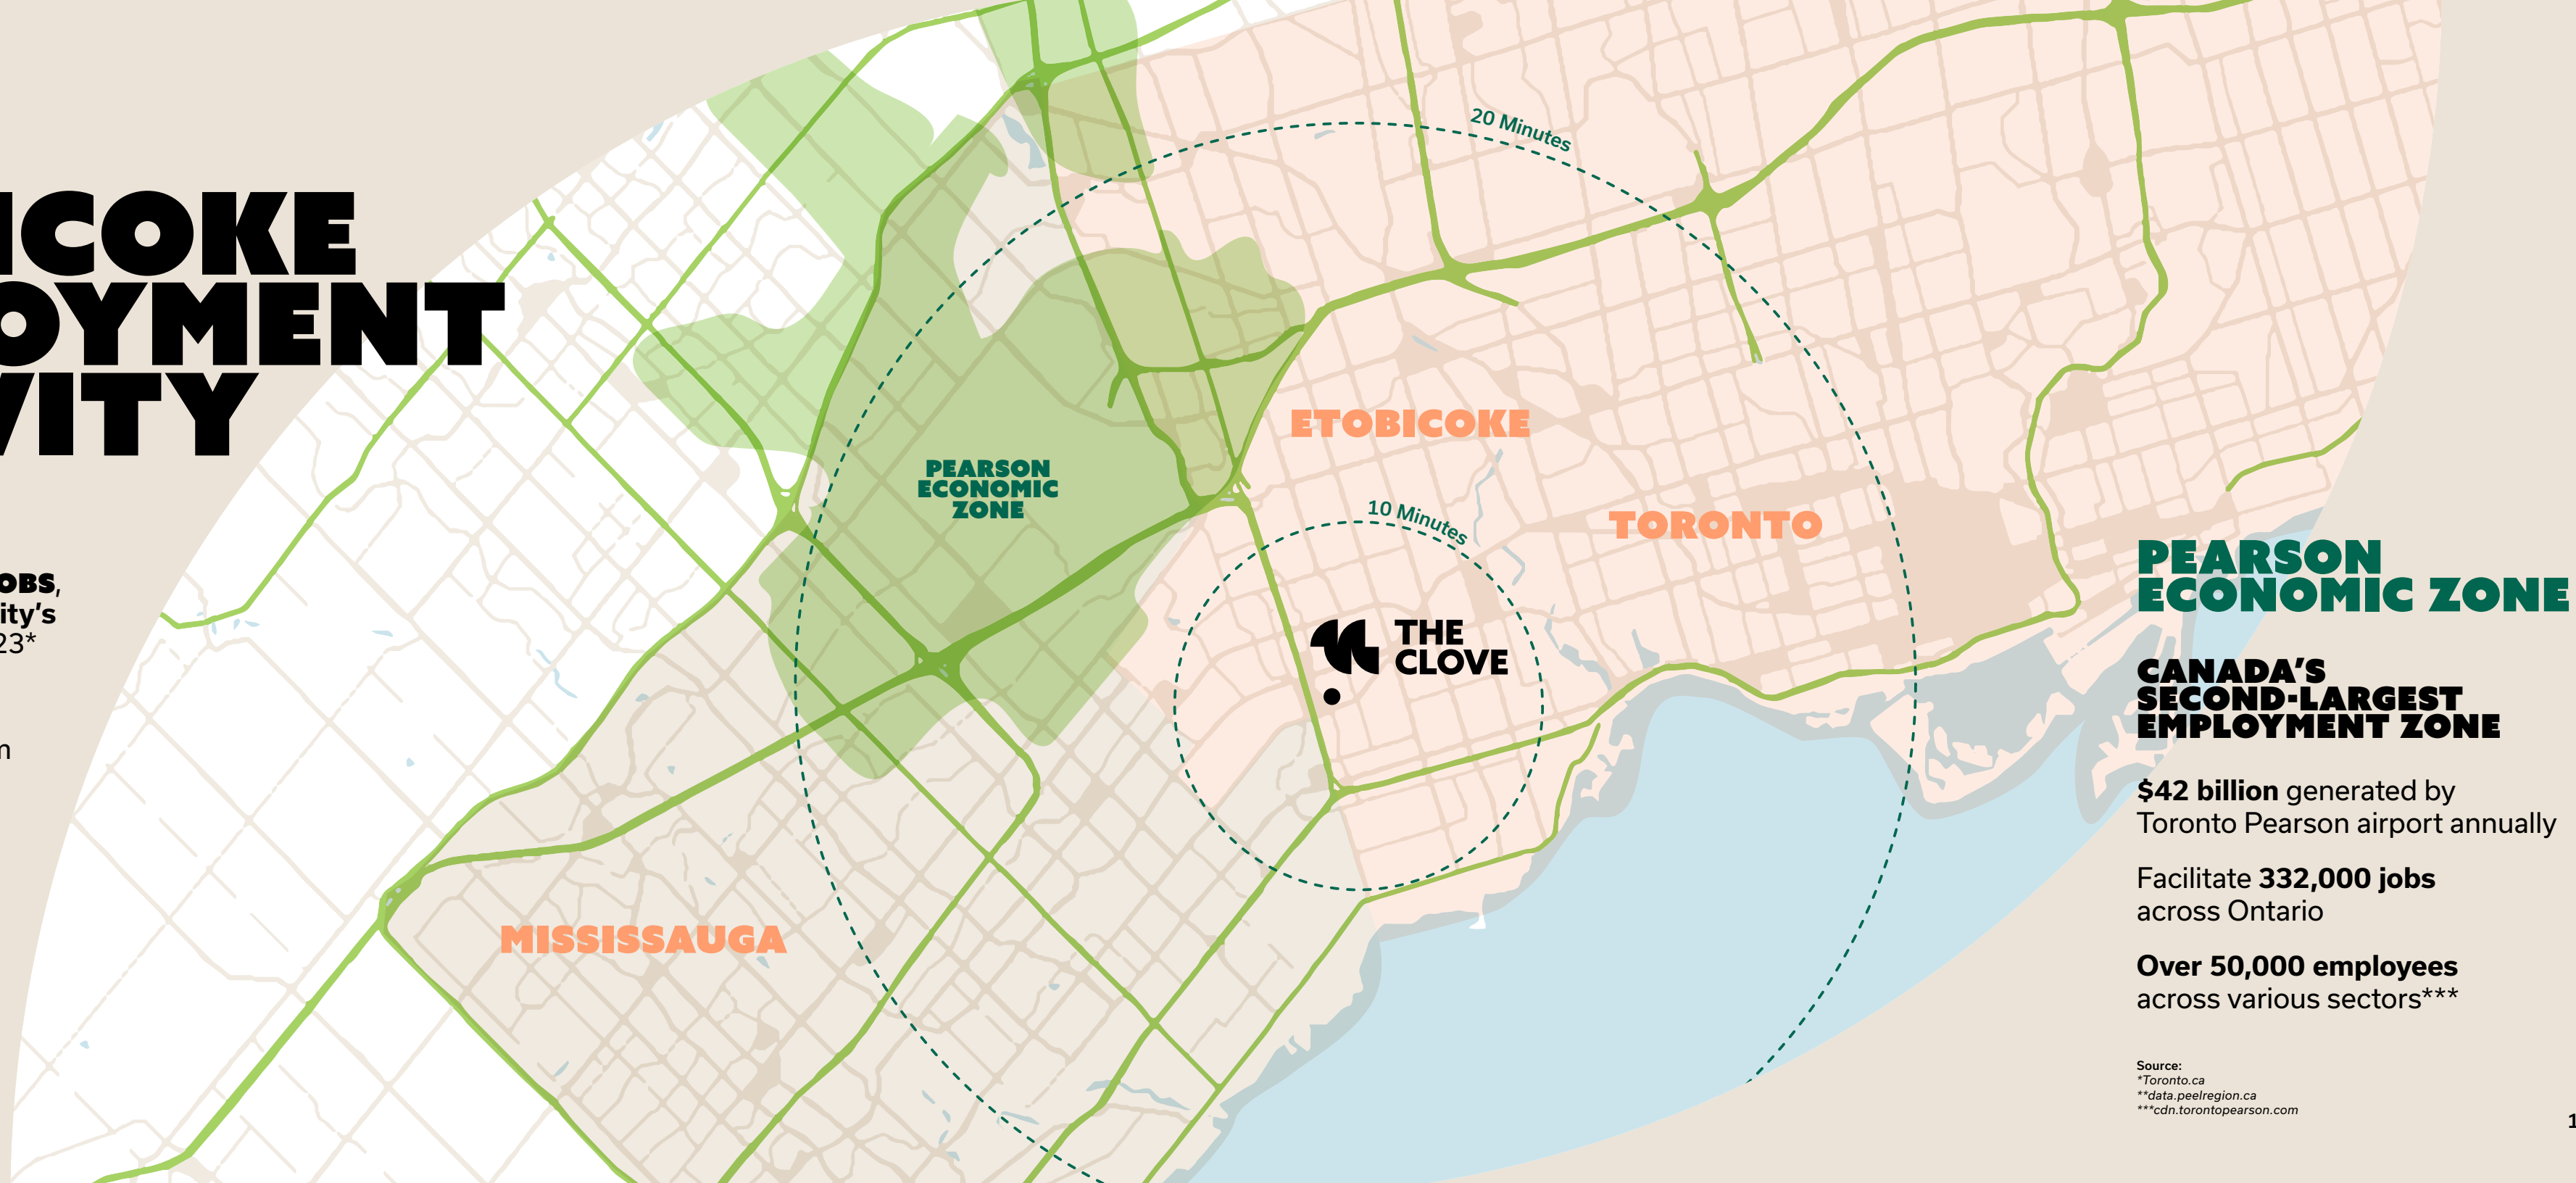 ICOKE
OYMENT
VITY
OBS,
ity's
23*
20 Minutes
ETOBICOKE
PEARSON
ECONOMIC
ZONE
10 Minutes
TORONTO
THE
CLOVE
MISSISSAUGA
PEARSON
ECONOMIC ZONE
CANADA'S
SECOND-LARGEST
EMPLOYMENT ZONE
$42 billion generated by
Toronto Pearson airport annually
Facilitate 332,000 jobs
across Ontario
Over 50,000 employees
across various sectors***
Source:
*Toronto.ca
**data.peelregion.ca
***cdn.torontopearson.com